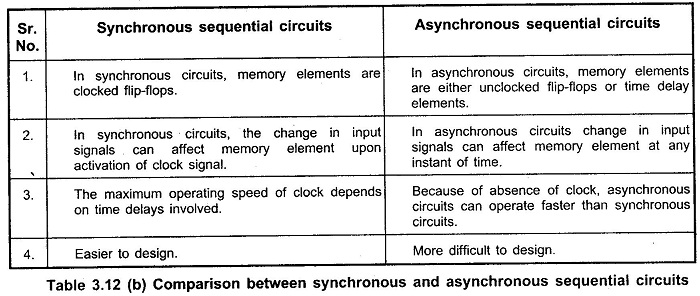 Sr. No.
Synchronous sequential circuits
Asynchronous sequential circuits
1.
In synchronous circuits, memory elements are
clocked flip-flops.
In asynchronous circuits, memory elements
are either unclocked flip-flops or time delay
elements.
2.
In synchronous circuits, the change in input
signals can affect memory element upon
activation of clock signal.
In asynchronous circuits change in input
signals can affect memory element at any
instant of time.
3.
The maximum operating speed of clock depends
on time delays involved.
Because of absence of clock, asynchronous
circuits can operate faster than synchronous
circuits.
4.
Easier to design.
More difficult to design.
Table 3.12 (b) Comparison between synchronous and asynchronous sequential circuits